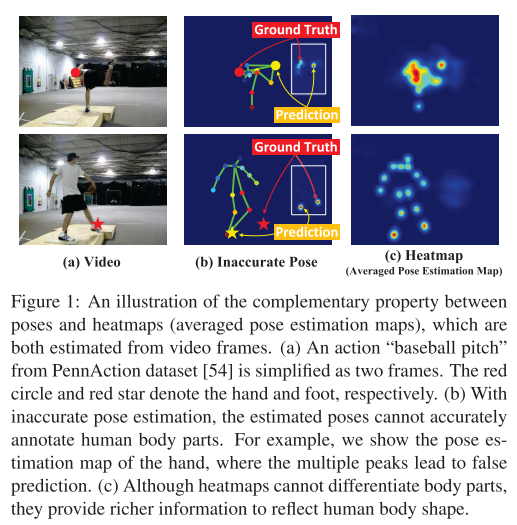 Ground Truth
Prediction
Ground Truth
Prediction
(a) Video
(b) Inaccurate Pose
(c) Heatmap
(Averaged Pose Estimation Map)
Figure 1: An illustration of the complementary property between
poses and heatmaps (averaged pose estimation maps), which are
both estimated from video frames. (a) An action “baseball pitch”
from PennAction dataset [54] is simplified as two frames. The red
circle and red star denote the hand and foot, respectively. (b) With
inaccurate pose estimation, the estimated poses cannot accurately
annotate human body parts. For example, we show the pose es-
timation map of the hand, where the multiple peaks lead to false
prediction. (c) Although heatmaps cannot differentiate body parts,
they provide richer information to reflect human body shape.